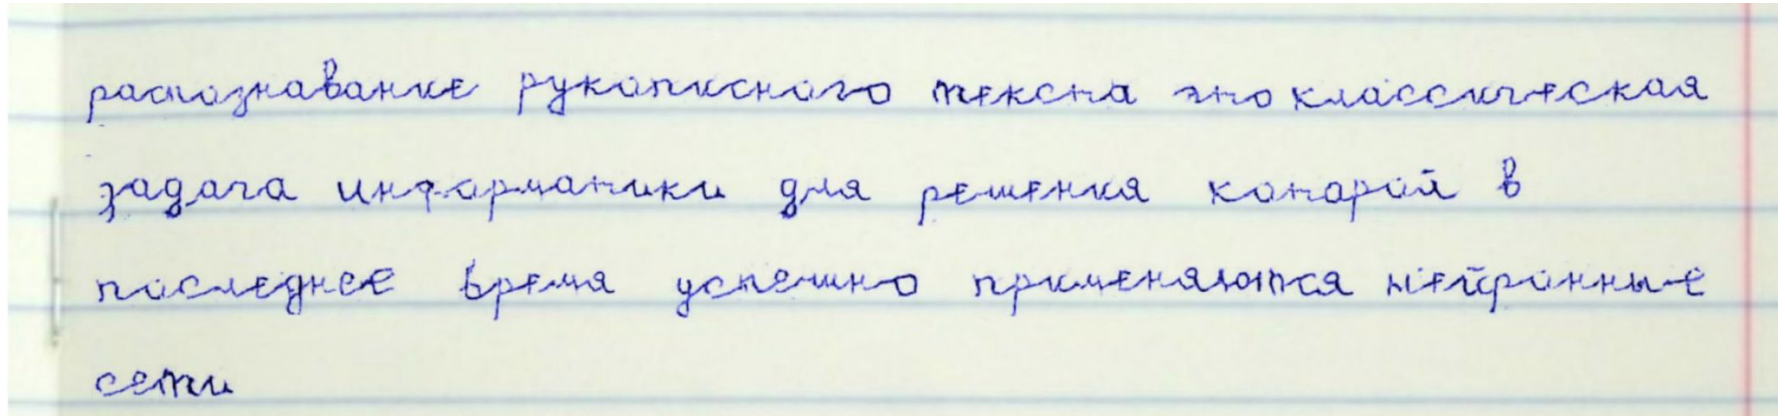 распознавание рукописного текста это классическая
задача информатики для решения которой в
последнее время успешно применяются нейронные
сети